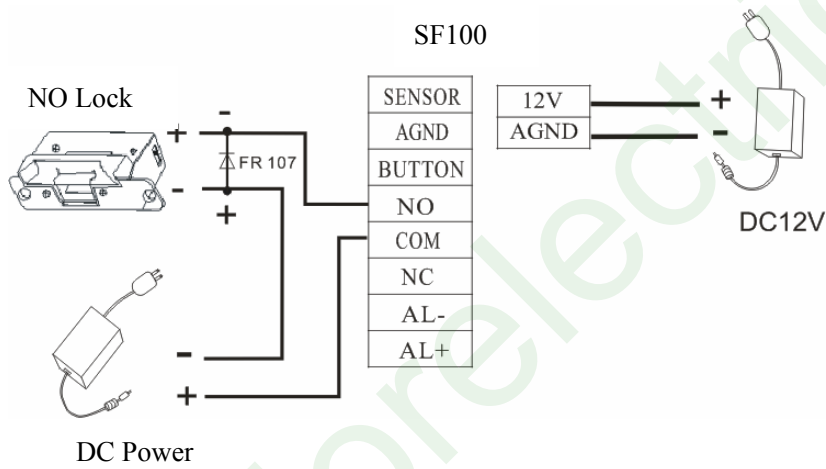 SF100
NO Lock
+
-
-
FR 107
+
SENSOR
AGND
BUTTON
NO
COM
NC
AL-
AL+
12V
AGND
+
-
DC12V
-
+
DC Power